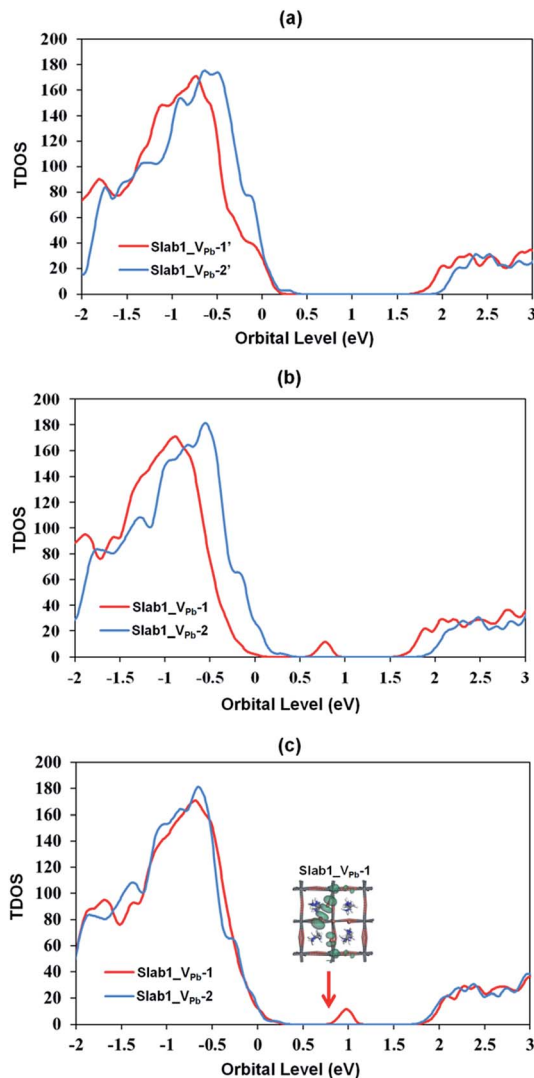 (a)
200
180
160
140
120
100
80
60
40
20
0
TDOS
Slab1_VPb-1'
Slab1_VPb-2'
-2 -1.5 -1 -0.5 0 0.5 1 1.5 2 2.5 3
Orbital Level (eV)
(b)
200
180
160
140
120
100
80
60
40
20
0
TDOS
Slab1_VPb-1
Slab1_VPb-2
-2 -1.5 -1 -0.5 0 0.5 1 1.5 2 2.5 3
Orbital Level (eV)
(c)
200
180
160
140
120
100
80
60
40
20
0
TDOS
Slab1_VPb-1
Slab1_VPb-1
Slab1_VPb-2
-2 -1.5 -1 -0.5 0 0.5 1 1.5 2 2.5 3
Orbital Level (eV)